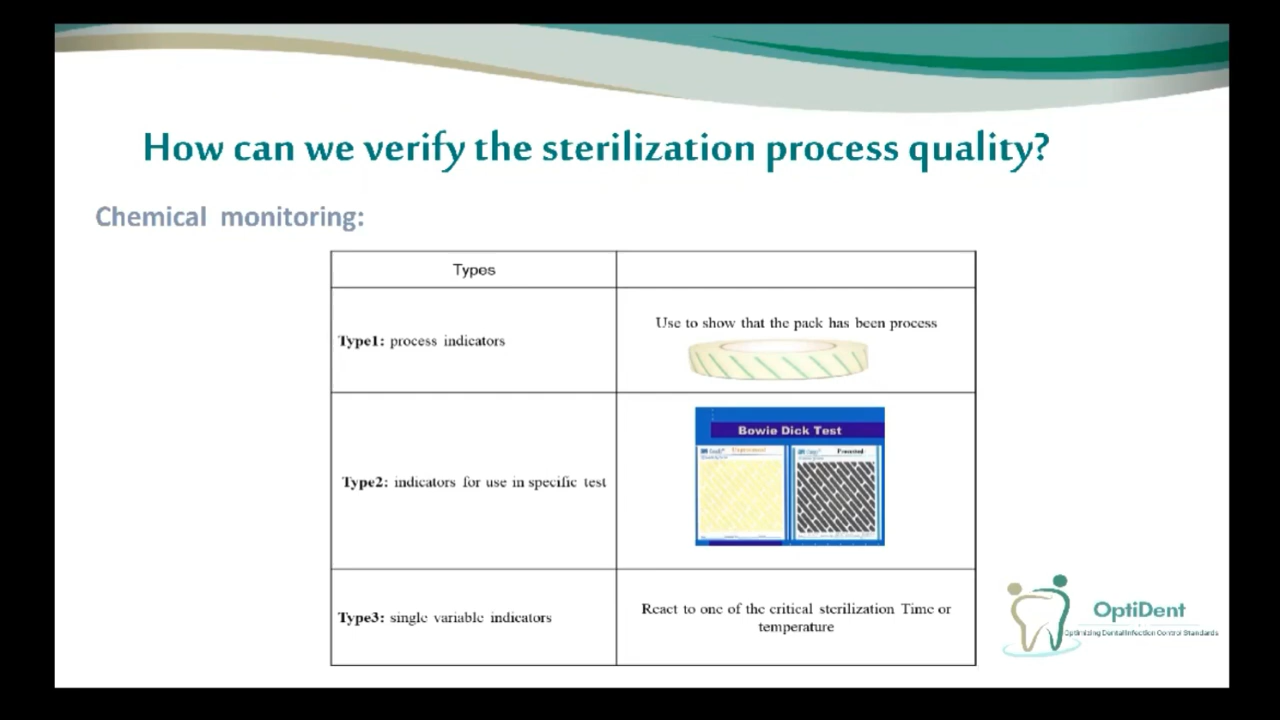 How can we verify the sterilization process quality?
Chemical monitoring:
Types
Type1: process indicators
Use to show that the pack has been process
Type2: indicators for use in specific test
Bowie Dick Test
Unprocessed
Processed
Type3: single variable indicators
React to one of the critical sterilization Time or
temperature
OptiDent
Optimizing Dental Infection Control Standards